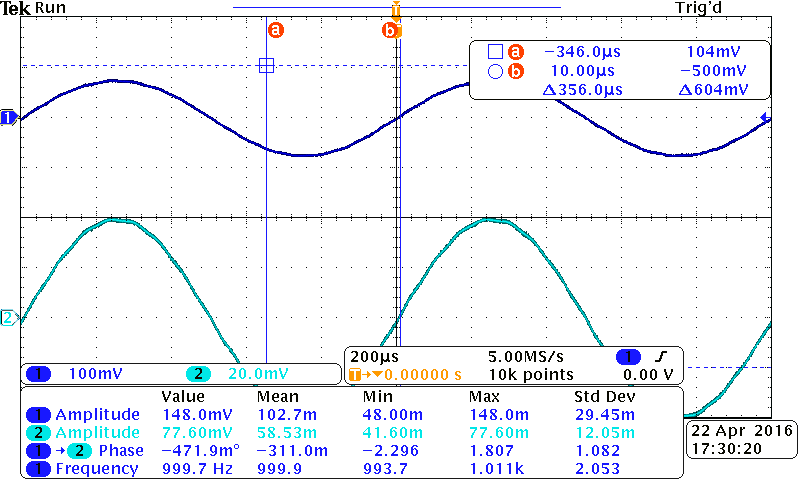 Tek Run Trig'd
T
a b
a −346.0µs 104mV
b 10.00µs −500mV
Δ356.0µs Δ604mV
1
2
1 100mV 2 20.0mV
200µs 5.00MS/s 1
T→▼0.00000 s 10k points 0.00 V
Value Mean Min Max Std Dev
1 Amplitude 148.0mV 102.7m 48.00m 148.0m 29.45m
2 Amplitude 77.60mV 58.53m 41.60m 77.60m 12.05m
1 →2 Phase −471.9m° −311.0m −2.296 1.807 1.082
1 Frequency 999.7 Hz 999.9 993.7 1.011k 2.053
22 Apr 2016
17:30:20